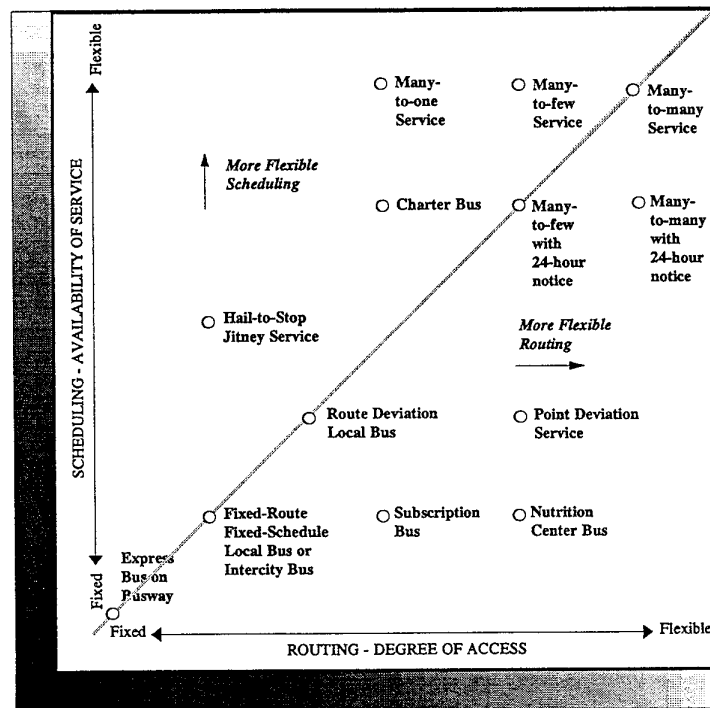 Flexible
Many-
to-one
Service
Many-
to-few
Service
Many-
to-many
Service
More Flexible
Scheduling
Charter Bus
Many-
to-few
with
24-hour
notice
Many-
to-many with
24-hour
notice
SCHEDULING - AVAILABILITY OF SERVICE
Hail-to-Stop
Jitney Service
More Flexible
Routing
Route Deviation
Local Bus
Point Deviation
Service
Fixed-Route
Fixed-Schedule
Local Bus or
Intercity Bus
Subscription
Bus
Nutrition
Center Bus
Express
Bus on
Busway
Fixed
Fixed
ROUTING - DEGREE OF ACCESS
Flexible